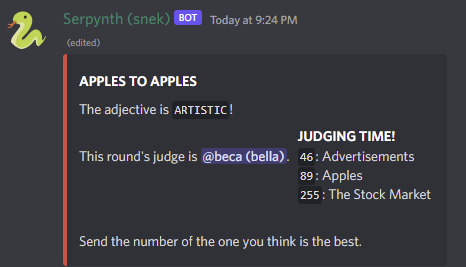 Serpynth (snek) BOT Today at 9:24 PM
(edited)
APPLES TO APPLES
The adjective is ARTISTIC!
This round's judge is @beca (bella).
JUDGING TIME!
46: Advertisements
89: Apples
255: The Stock Market
Send the number of the one you think is the best.